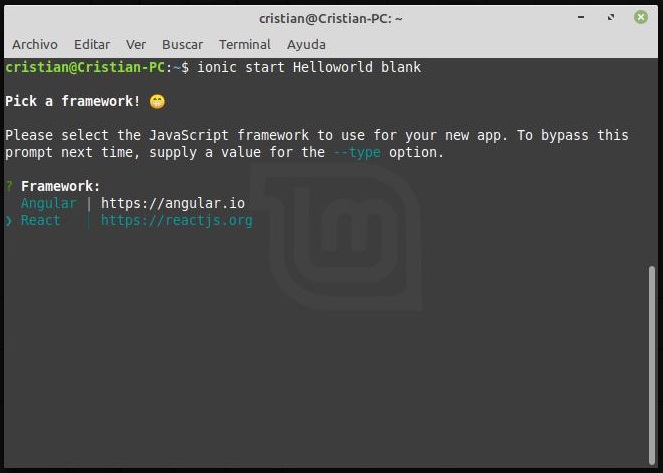 cristian@Cristian-PC: ~
Archivo Editar Ver Buscar Terminal Ayuda
cristian@Cristian-PC:~$ ionic start Helloworld blank
Pick a framework! 😁
Please select the JavaScript framework to use for your new app. To bypass this
prompt next time, supply a value for the --type option.
? Framework:
Angular | https://angular.io
❯ React | https://reactjs.org